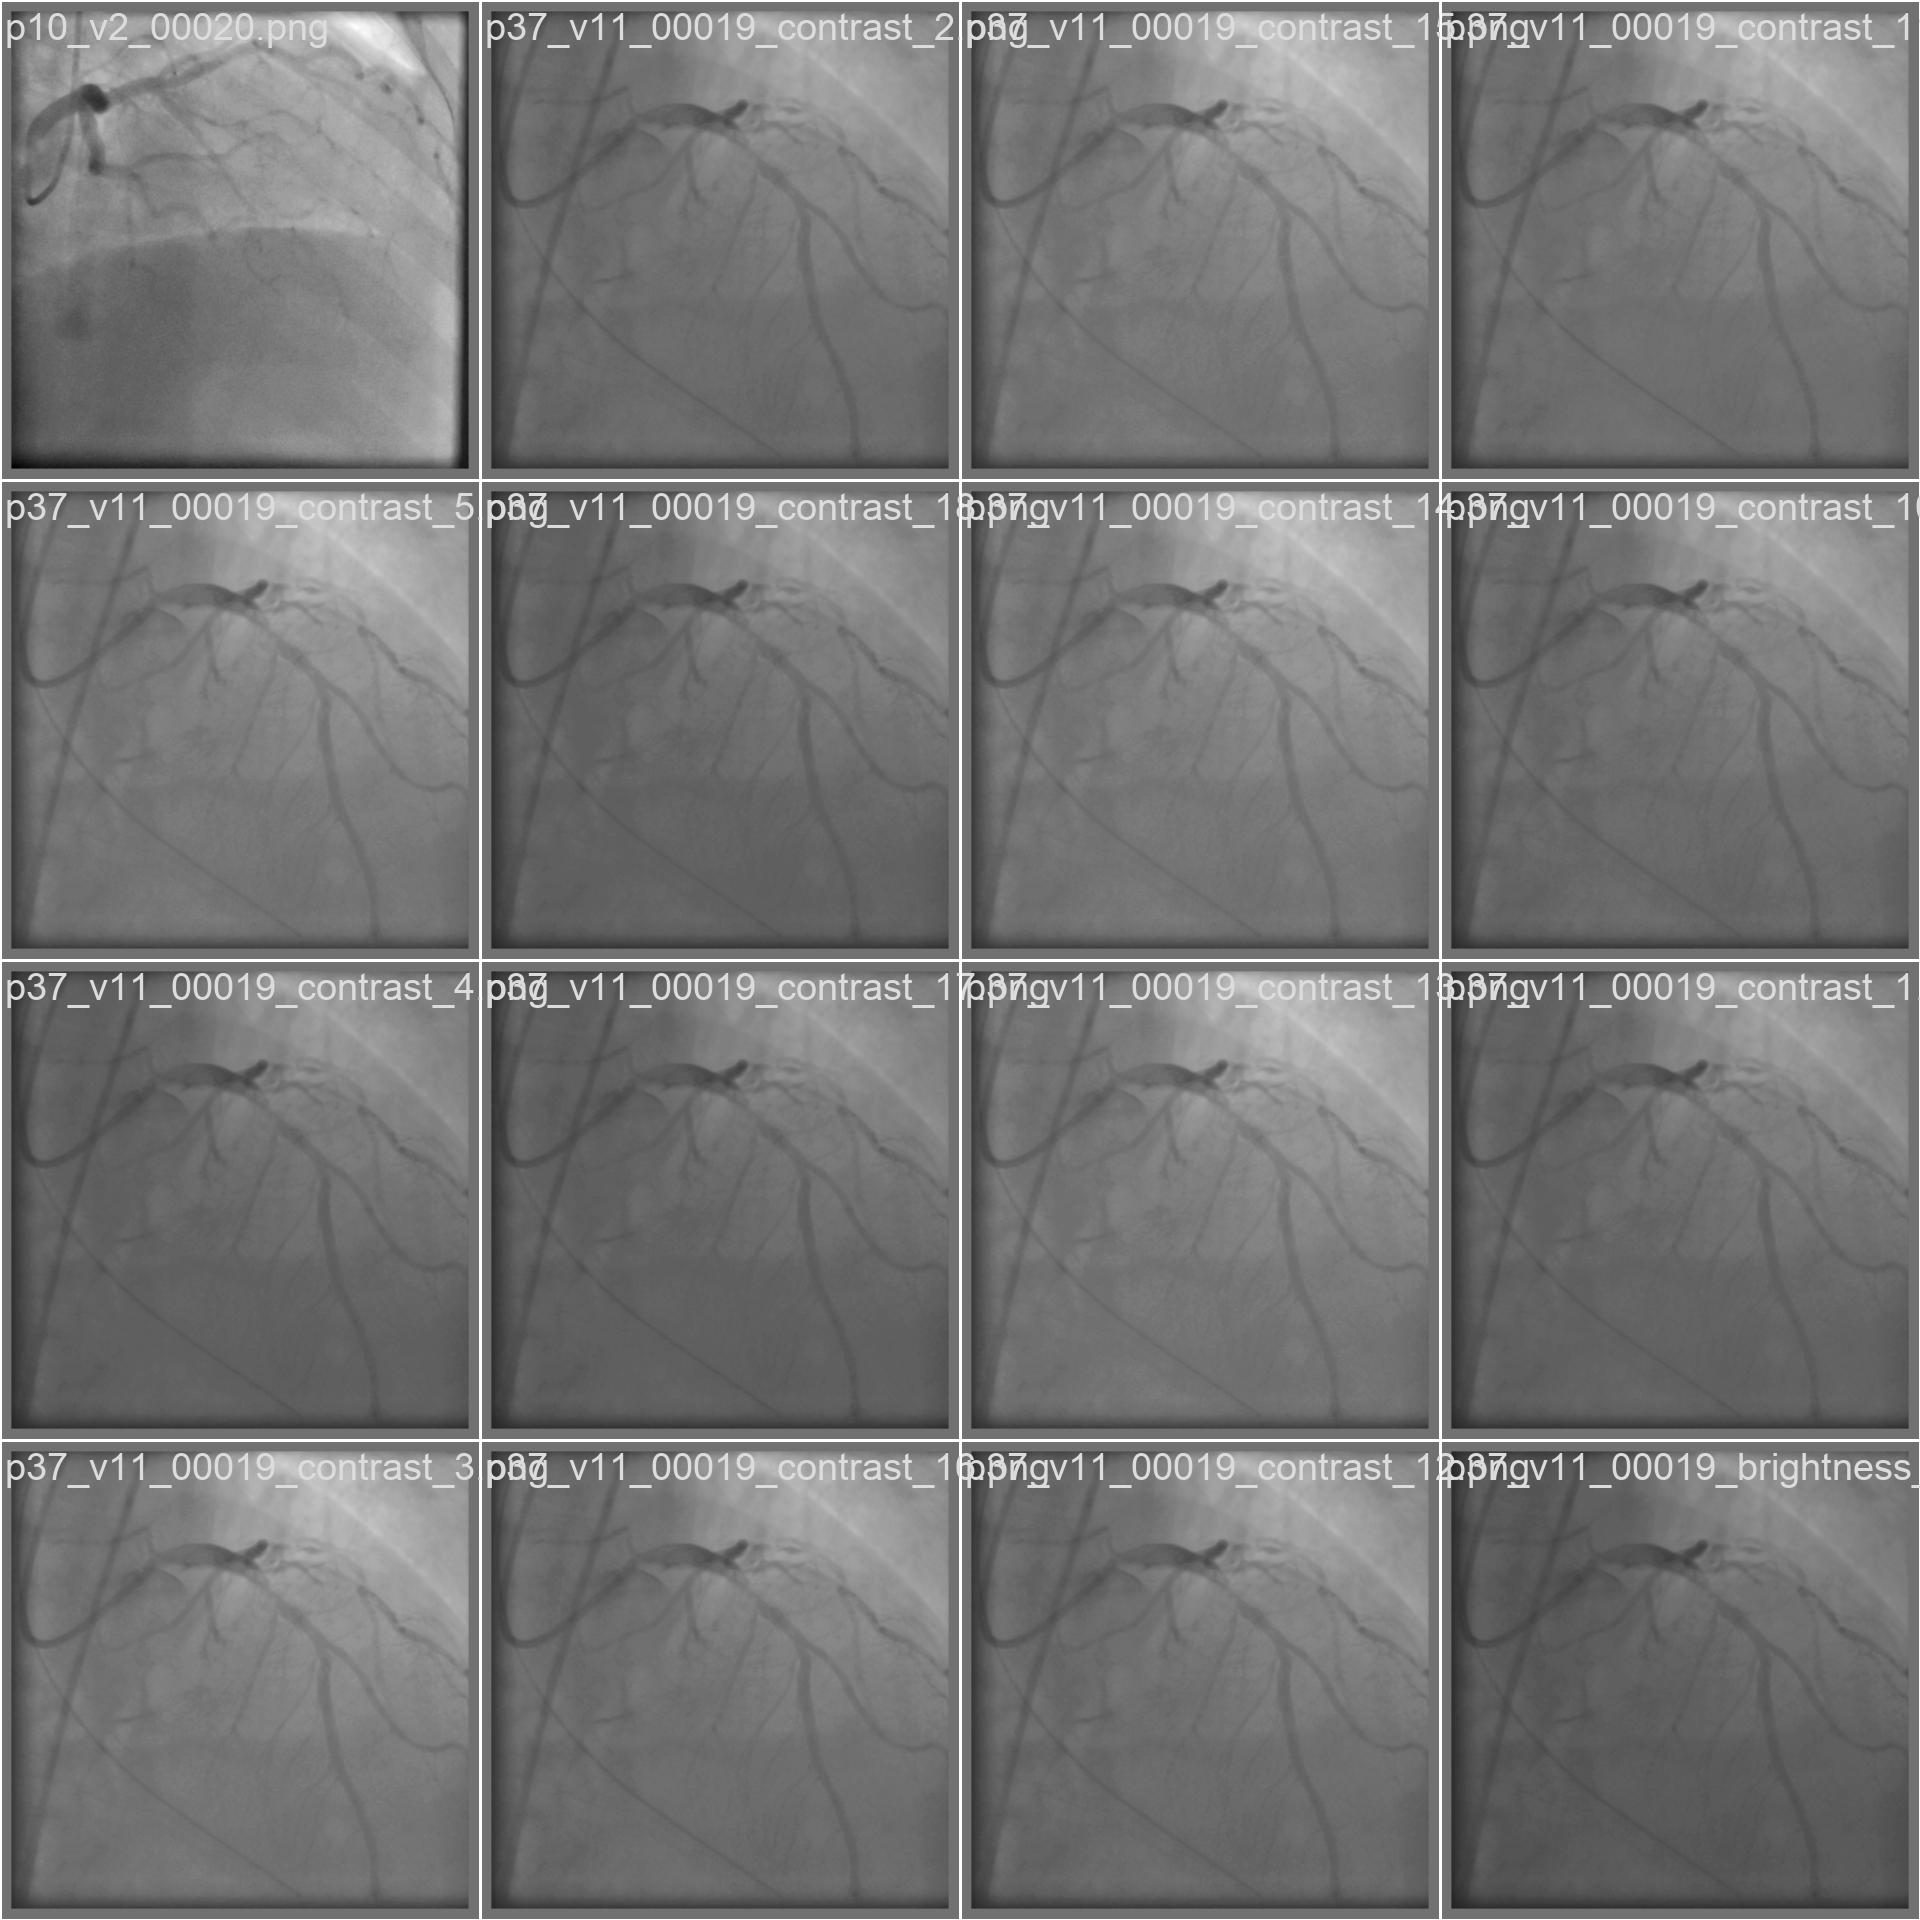 p10_v2_00020.png
p37_v11_00019_contrast_2.png
p37_v11_00019_contrast_15.png
p37_v11_00019_contrast_1
p37_v11_00019_contrast_5.png
p37_v11_00019_contrast_18.png
p37_v11_00019_contrast_14.png
p37_v11_00019_contrast_10
p37_v11_00019_contrast_4.png
p37_v11_00019_contrast_17.png
p37_v11_00019_contrast_13.png
p37_v11_00019_contrast_1.
p37_v11_00019_contrast_3.png
p37_v11_00019_contrast_16.png
p37_v11_00019_contrast_12.png
p37_v11_00019_brightness_